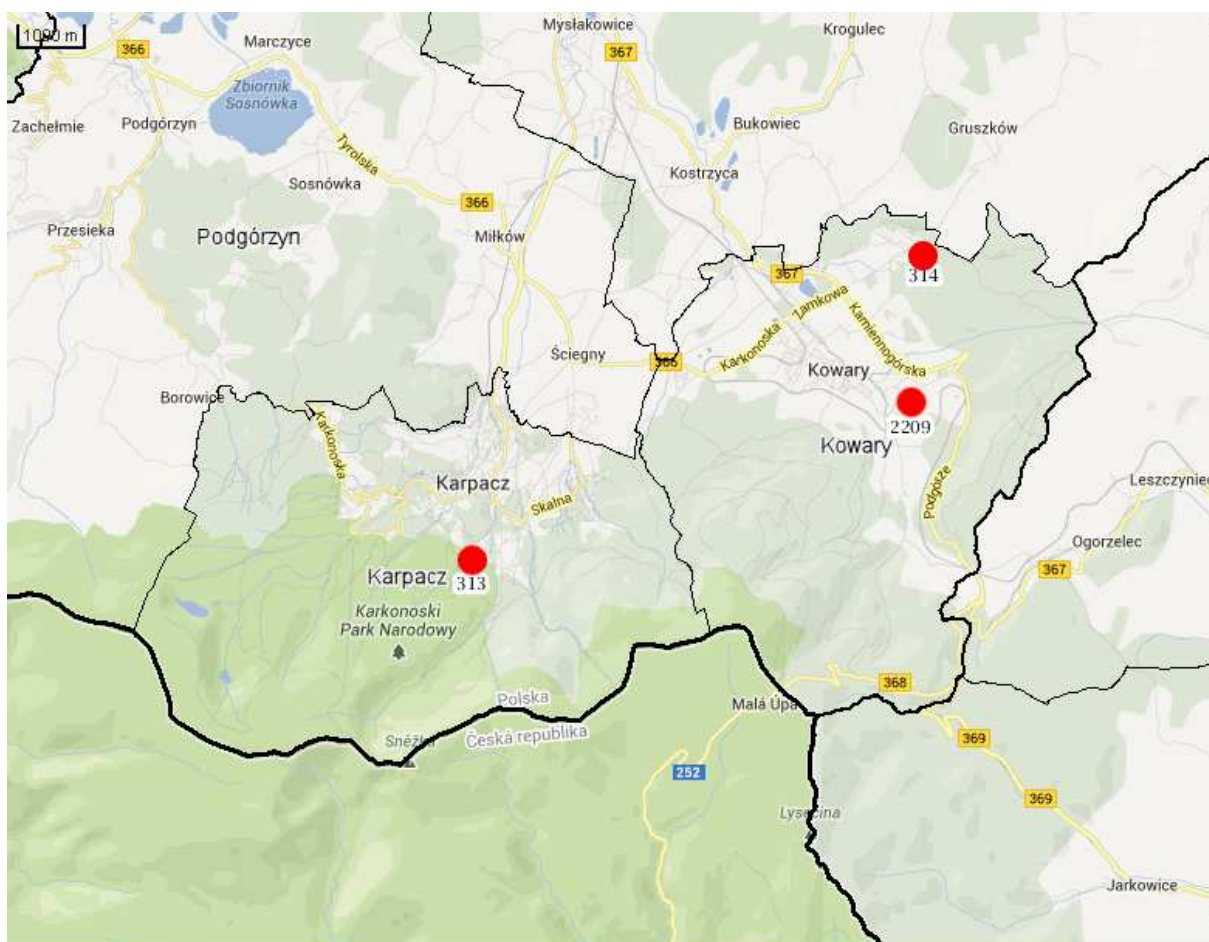 1000 m
Mysłakowice
Krogulec
366
Marczyce
367
Zbiornik
Sosnówka
Zachełmie
Podgórzyn
Bukowiec
Gruszków
Tyrolska
Kostrzyca
Sosnówka
366
Przesieka
Podgórzyn
Miłków
367
314
Zamkowa
Karkonoska
Kamiennogórska
Ściegny
366
Kowary
Borowice
2209
Kowary
Karkonoska
Karpacz
Skalna
Podgórze
Leszczyniec
Ogorzelec
367
Karpacz
313
Karkonoski
Park Narodowy
368
Polska
Malá Úpa
Česká republika
Sněžka
369
252
369
Lysečina
Jarkowice